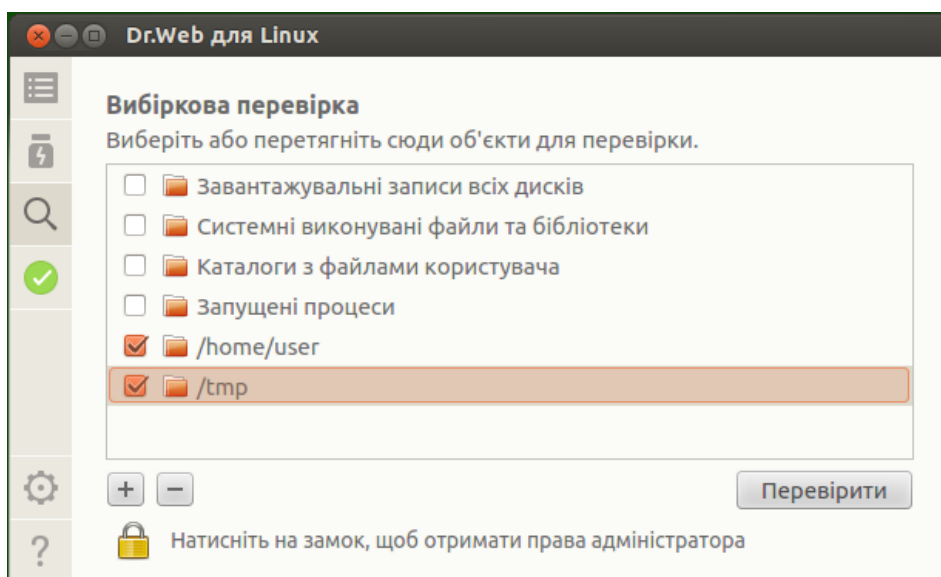 Dr.Web для Linux
Вибіркова перевірка
Виберіть або перетягніть сюди об'єкти для перевірки.
Завантажувальні записи всіх дисків
Системні виконувані файли та бібліотеки
Каталоги з файлами користувача
Запущені процеси
/home/user
/tmp
Перевірити
Натисніть на замок, щоб отримати права адміністратора